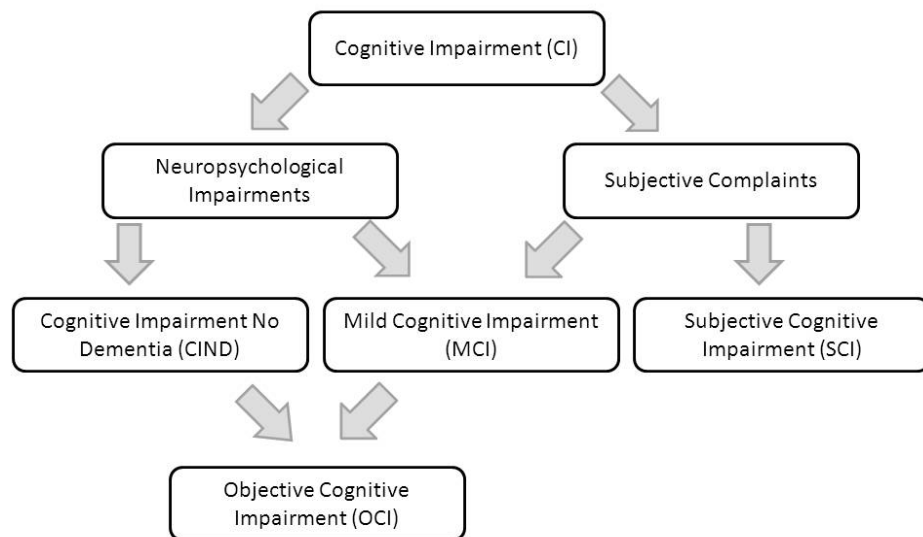 Cognitive Impairment (CI)
Neuropsychological
Impairments
Subjective Complaints
Cognitive Impairment No
Dementia (CIND)
Mild Cognitive Impairment
(MCI)
Subjective Cognitive
Impairment (SCI)
Objective Cognitive
Impairment (OCI)